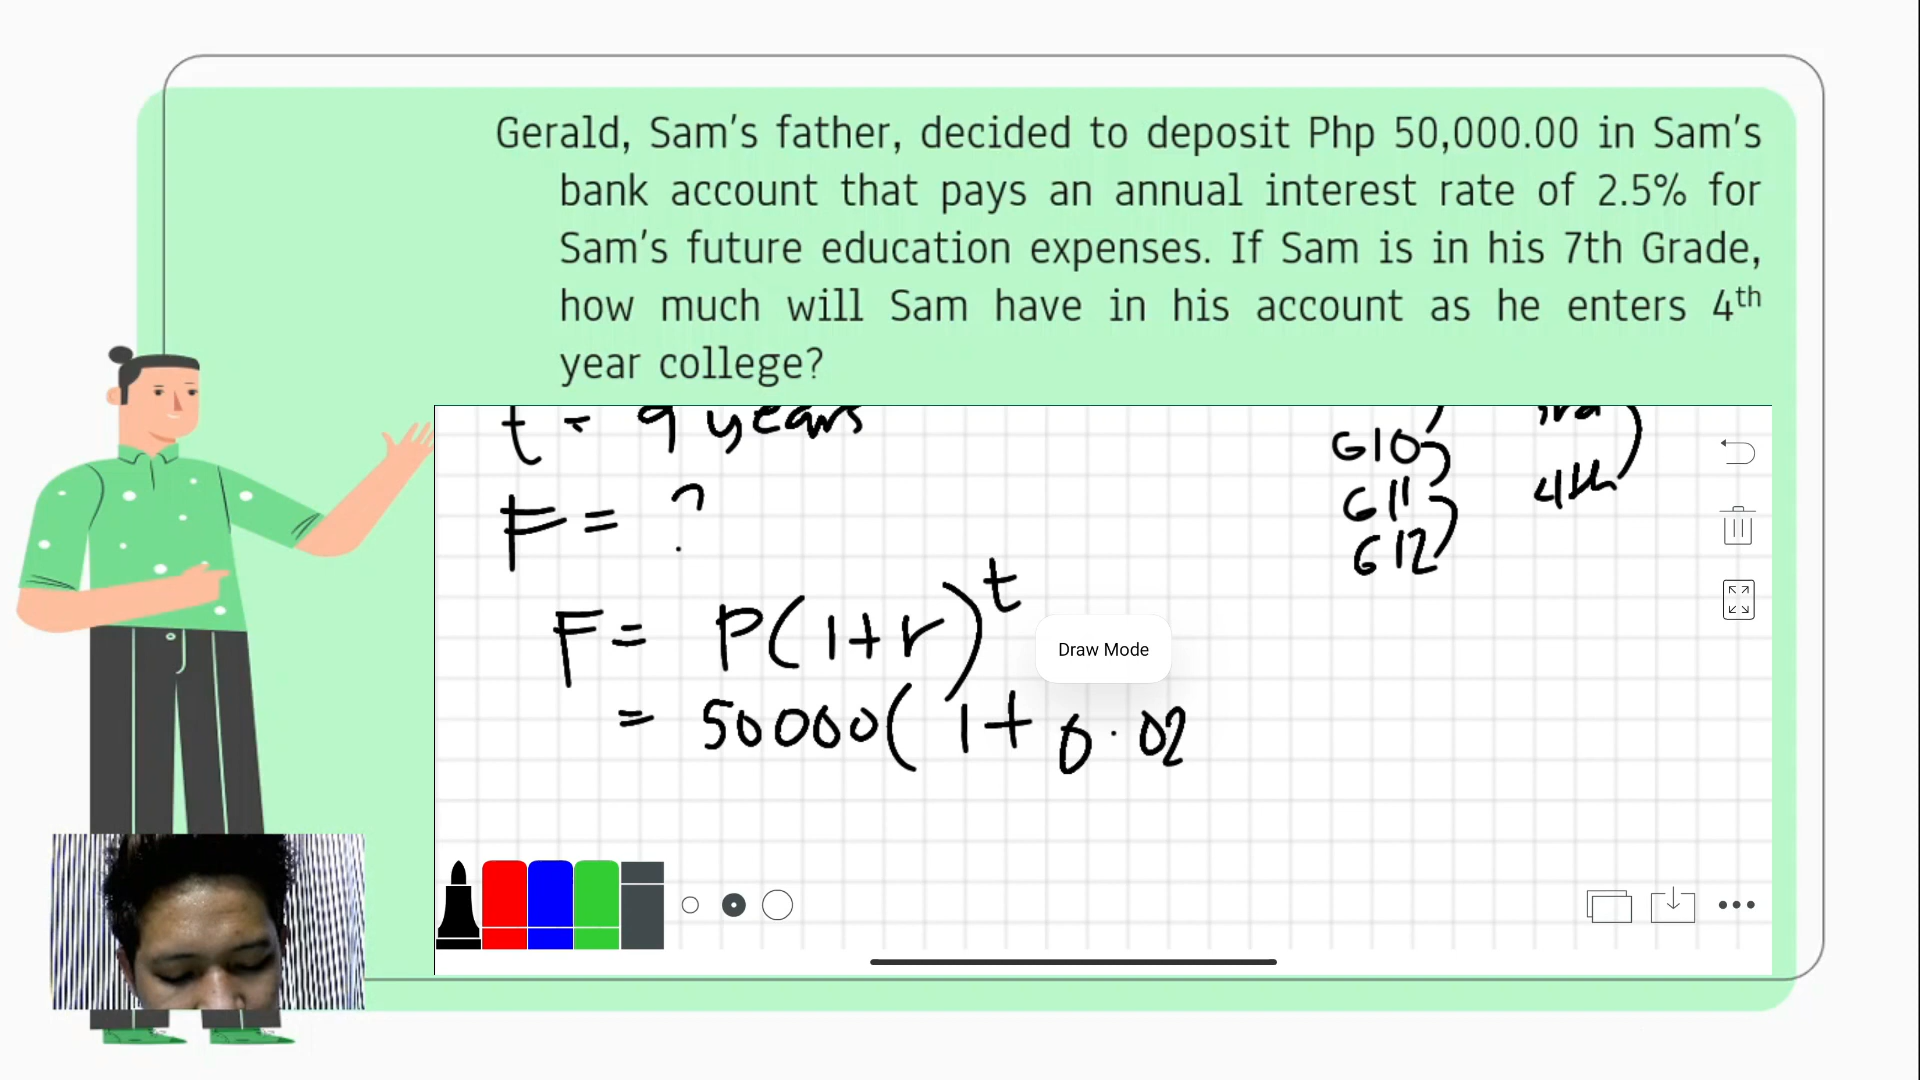 Gerald, Sam's father, decided to deposit Php 50,000.00 in Sam's
bank account that pays an annual interest rate of 2.5% for
Sam's future education expenses. If Sam is in his 7th Grade,
how much will Sam have in his account as he enters 4th
year college?
t = 9 years
F = ?
F = P(1+r)^t
= 50000(1+0.02
G10
G11
G12
3rd
4th
Draw Mode